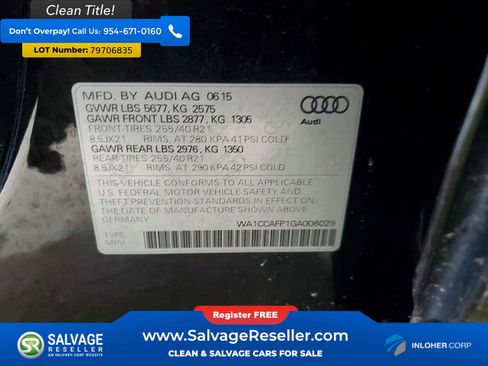 Clean Title!
Don't Overpay! Call us: 954-671-0160
LOT Number: 79706835
MFD. BY AUDI AG 06 15
GVWR LBS 5677, KG 2575
GAWR FRONT LBS 2877, KG 1305
FRONT TIRES 255/40 R21
8.5JX21 RIMS, AT 280 KPA 41 PSI COLD
GAWR REAR LBS 2976, KG 1350
REAR TIRES 255/40 R21
8.5JX21 RIMS, AT 290 KPA 42 PSI COLD
THIS VEHICLE CONFORMS TO ALL APPLICABLE
U.S. FEDERAL MOTOR VEHICLE SAFETY AND
THEFT PREVENTION STANDARDS IN EFFECT
ON THE DATE OF MANUFACTURE SHOWN ABOVE.
WA1CCAFP1GA006029
TYPE
MPV
Audi
Register FREE
SALVAGE
RESELLER
AN INLOHER CORP WEBSITE
www.SalvageReseller.com
CLEAN & SALVAGE CARS FOR SALE
INLOHER CORP